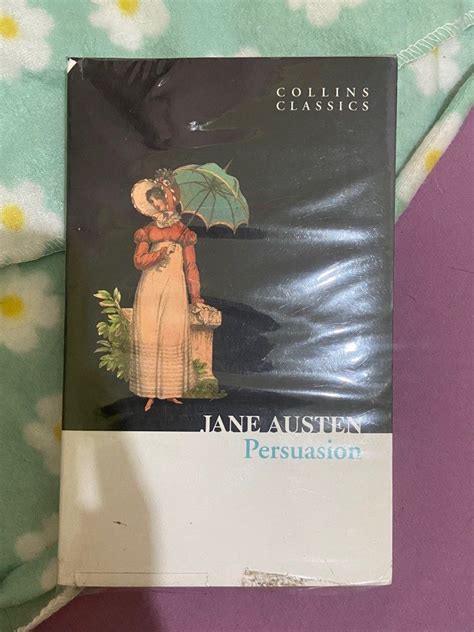 COLLINS
CLASSICS
JANE AUSTEN
Persuasion